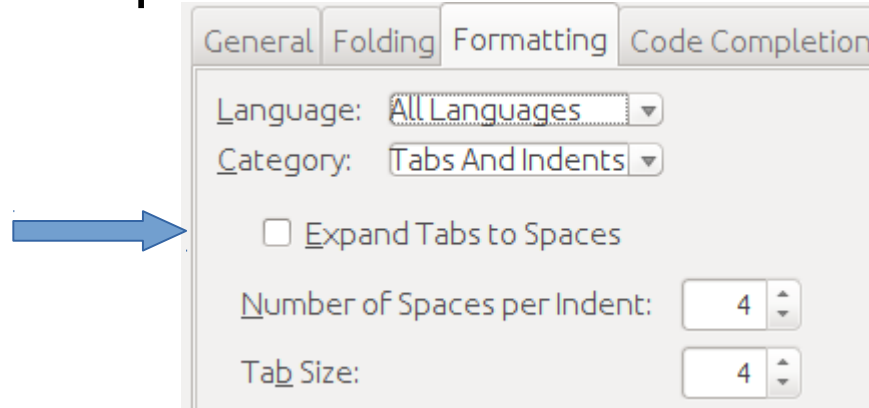 General Folding Formatting Code Completion
Language: All Languages
Category: Tabs And Indents
Expand Tabs to Spaces
Number of Spaces per Indent: 4
Tab Size: 4